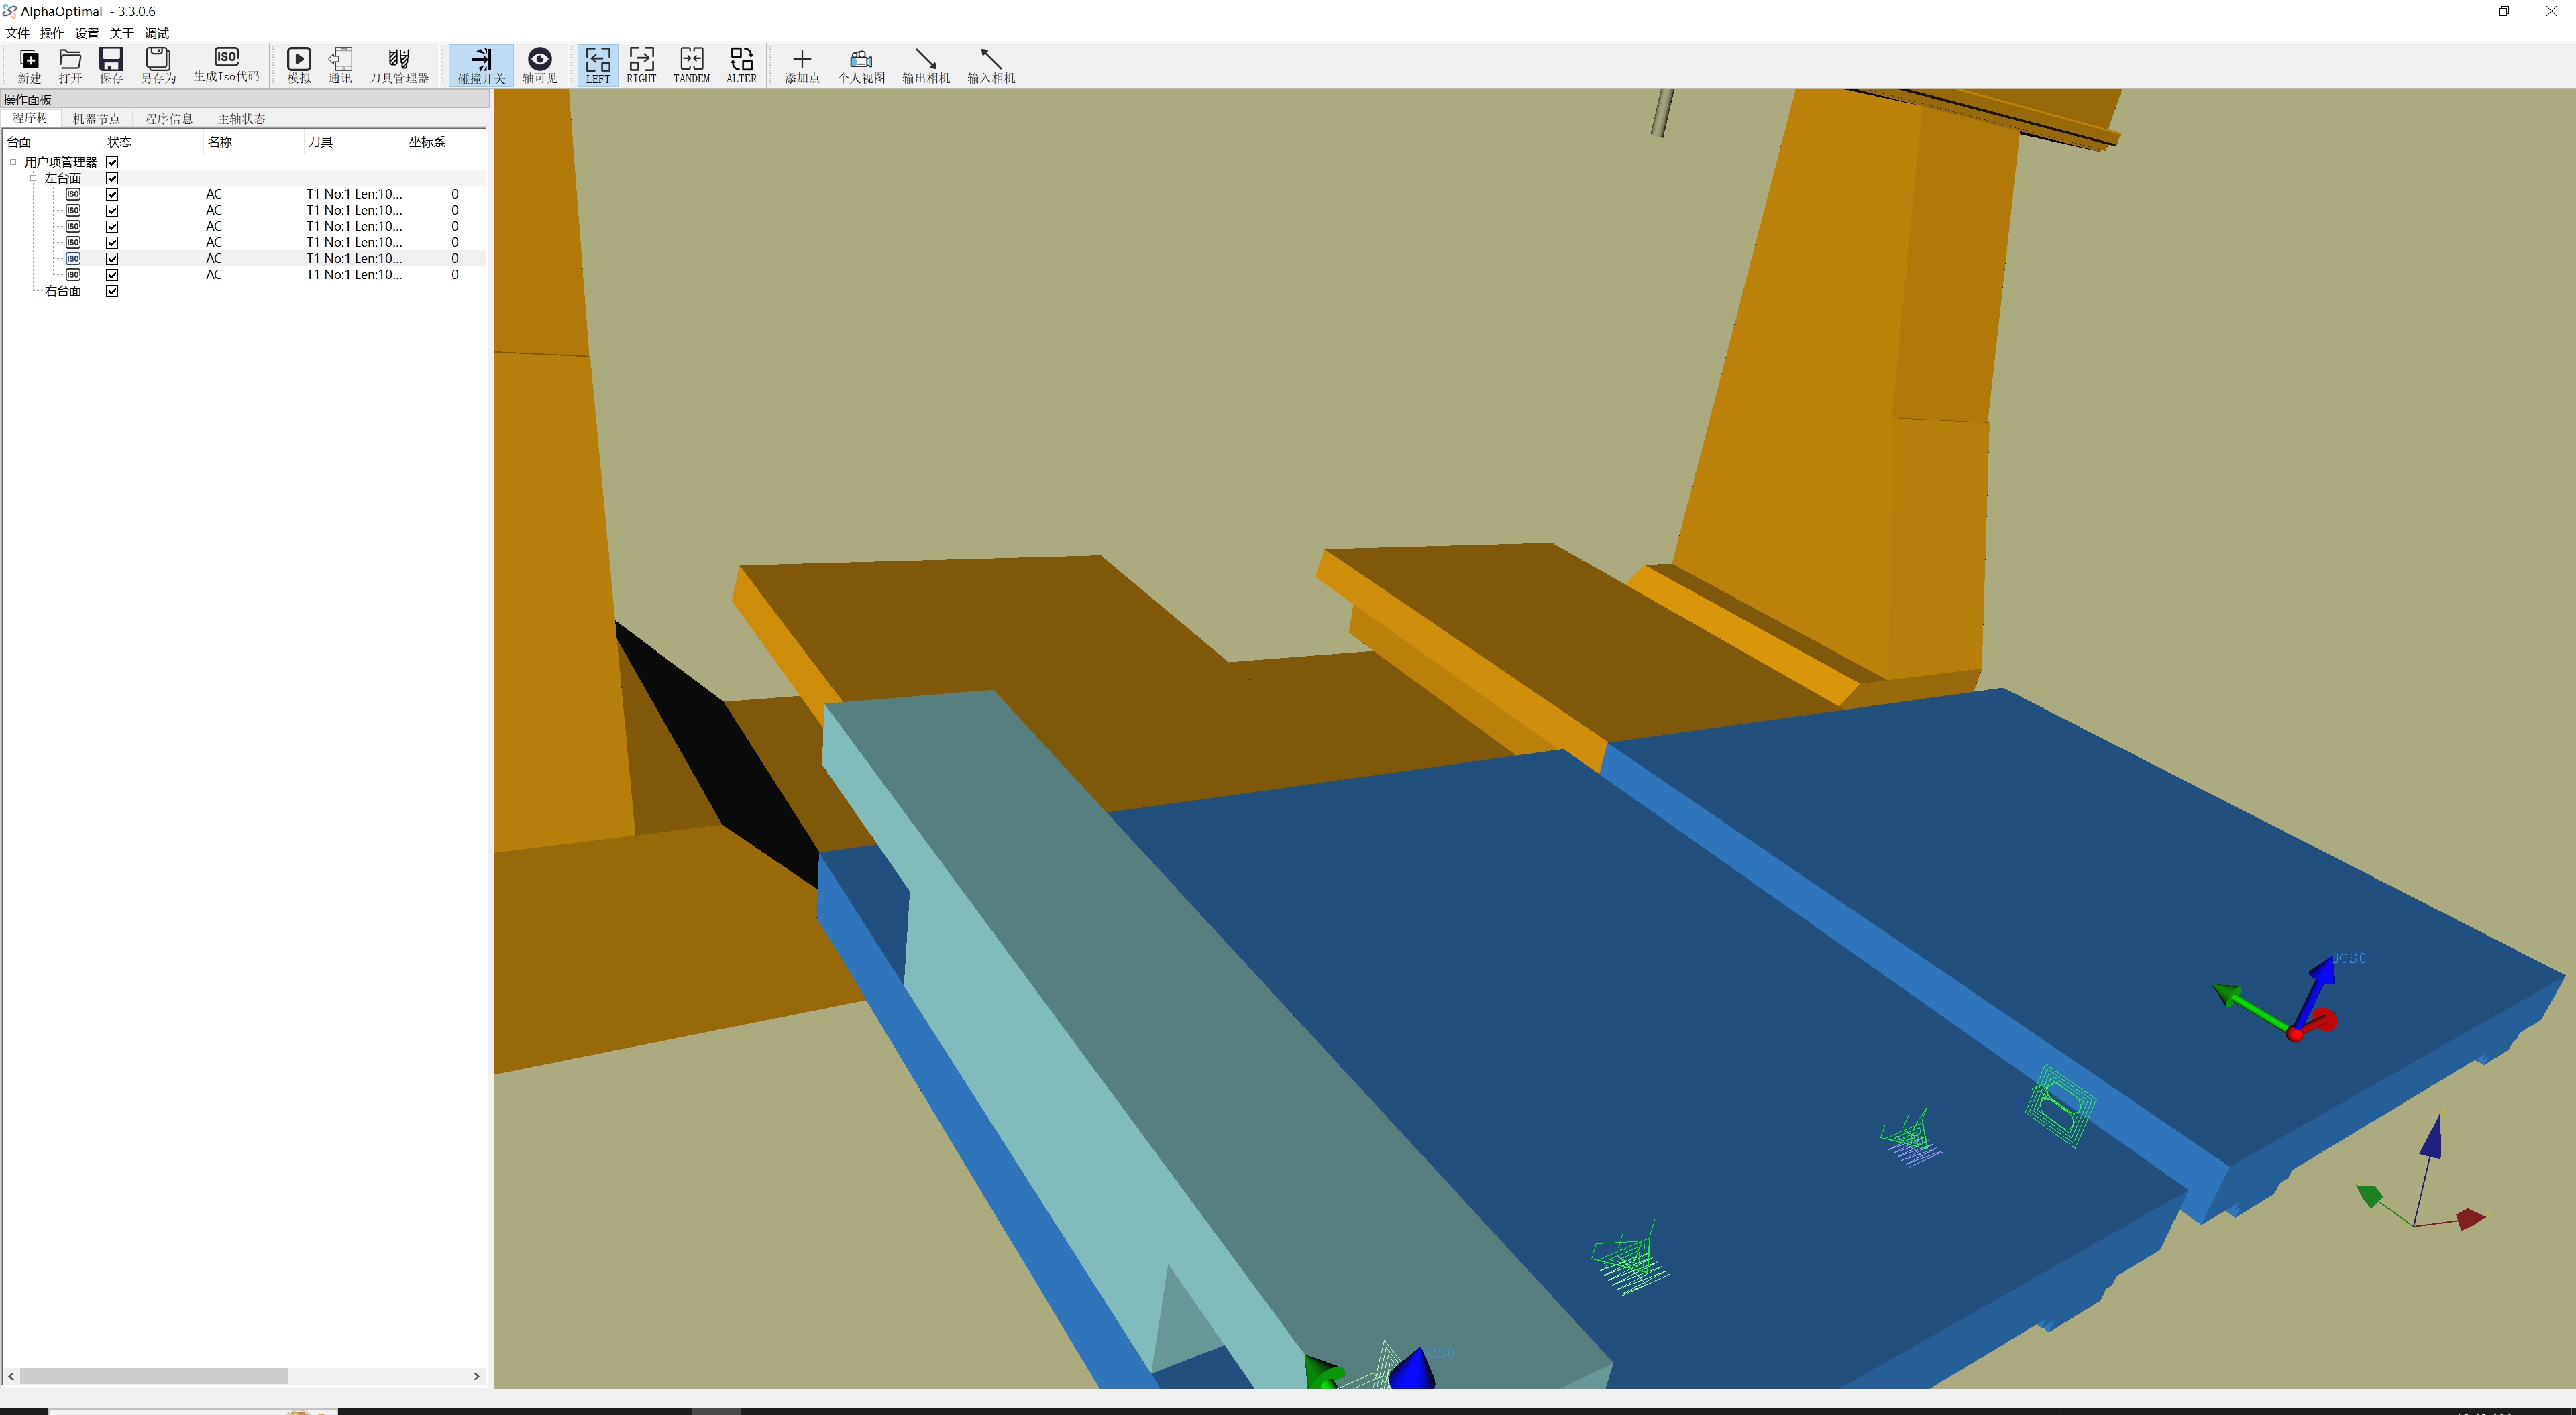 AlphaOptimal - 3.3.0.6
文件 操作 设置 关于 调试
新建 打开 保存 另存为 ISO 生成Iso代码 模拟 通讯 刀具管理器 碰撞开关 轴可见 LEFT RIGHT TANDEM ALTER 添加点 个人视图 输出相机 输入相机
操作面板
程序树 机器节点 程序信息 主轴状态
台面 状态 名称 刀具 坐标系
用户项管理器
左台面
ISO AC T1 No:1 Len:10... 0
ISO AC T1 No:1 Len:10... 0
ISO AC T1 No:1 Len:10... 0
ISO AC T1 No:1 Len:10... 0
ISO AC T1 No:1 Len:10... 0
ISO AC T1 No:1 Len:10... 0
右台面
UCS0
CS0